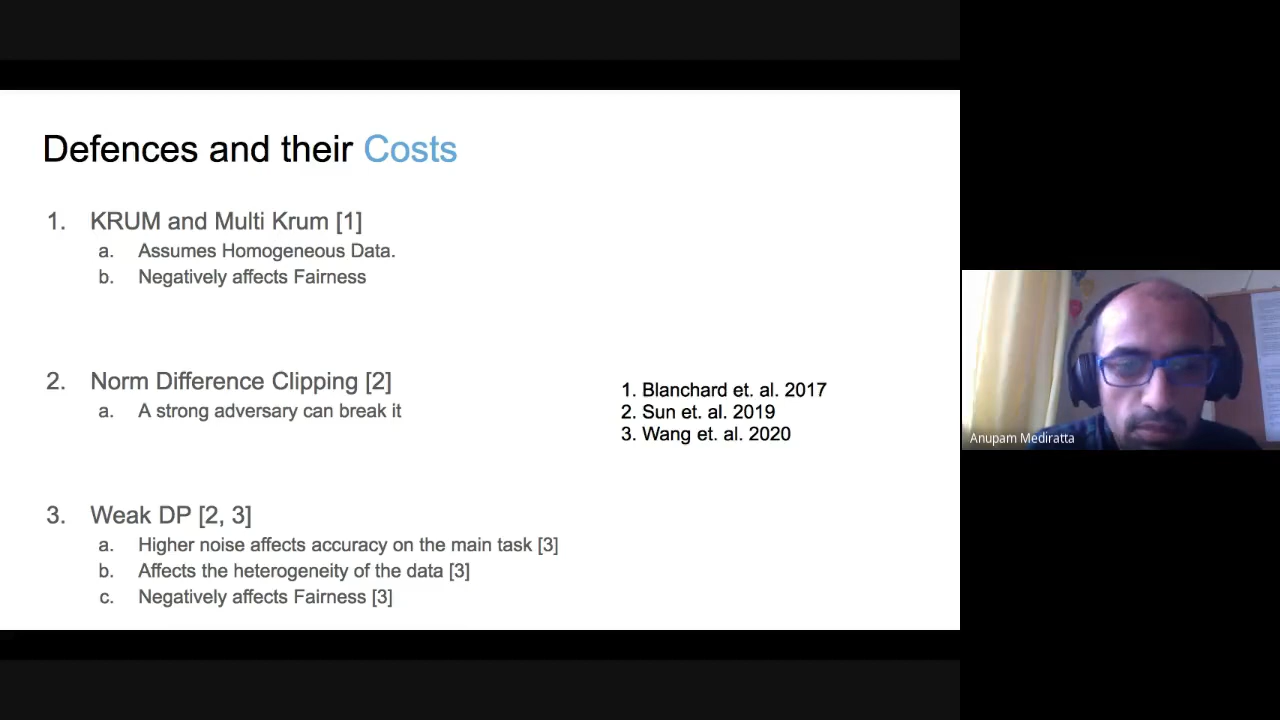 Defences and their Costs
1. KRUM and Multi Krum [1]
a. Assumes Homogeneous Data.
b. Negatively affects Fairness
2. Norm Difference Clipping [2]
a. A strong adversary can break it
1. Blanchard et. al. 2017
2. Sun et. al. 2019
3. Wang et. al. 2020
3. Weak DP [2, 3]
a. Higher noise affects accuracy on the main task [3]
b. Affects the heterogeneity of the data [3]
c. Negatively affects Fairness [3]
Anupam Mediratta